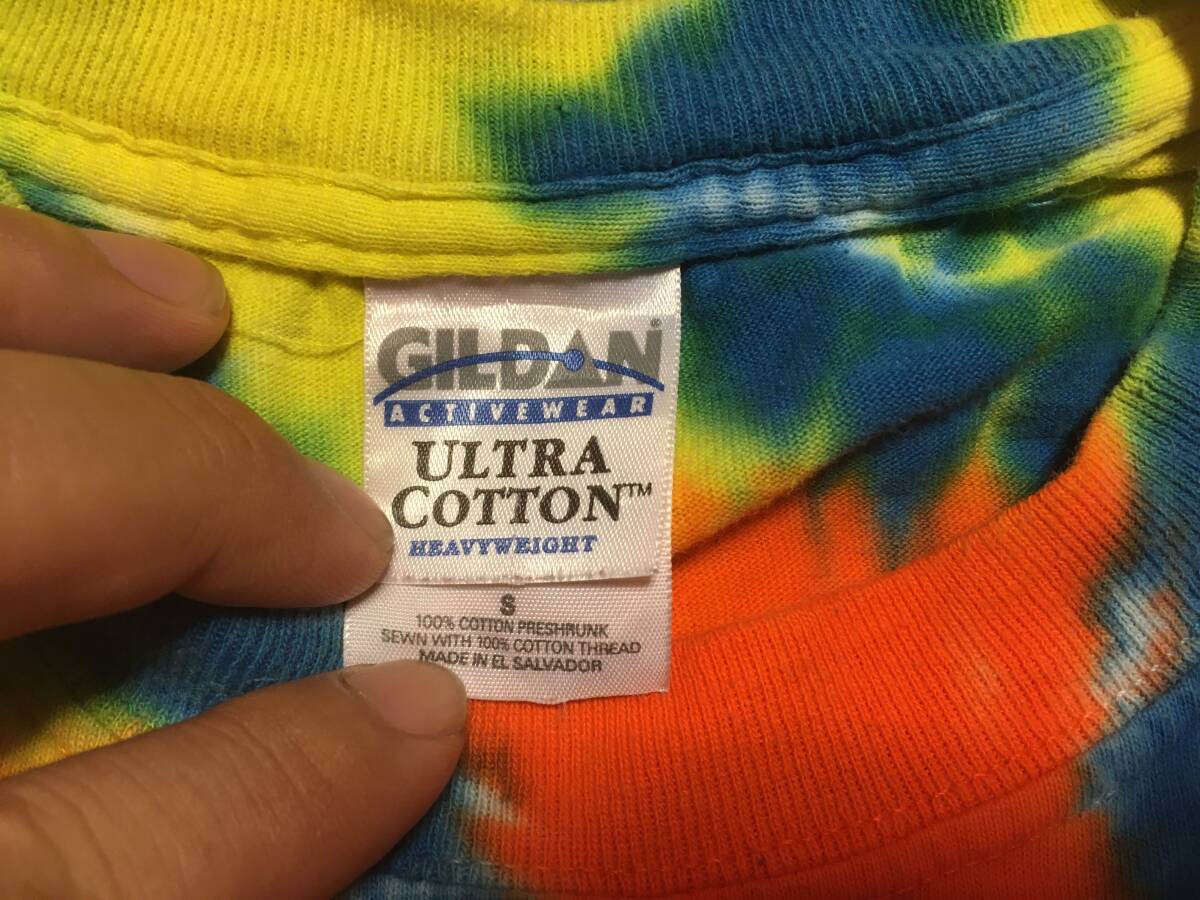 GILDAN®
ACTIVEWEAR
ULTRA
COTTON™
HEAVYWEIGHT
S
100% COTTON PRESHRUNK
SEWN WITH 100% COTTON THREAD
MADE IN EL SALVADOR